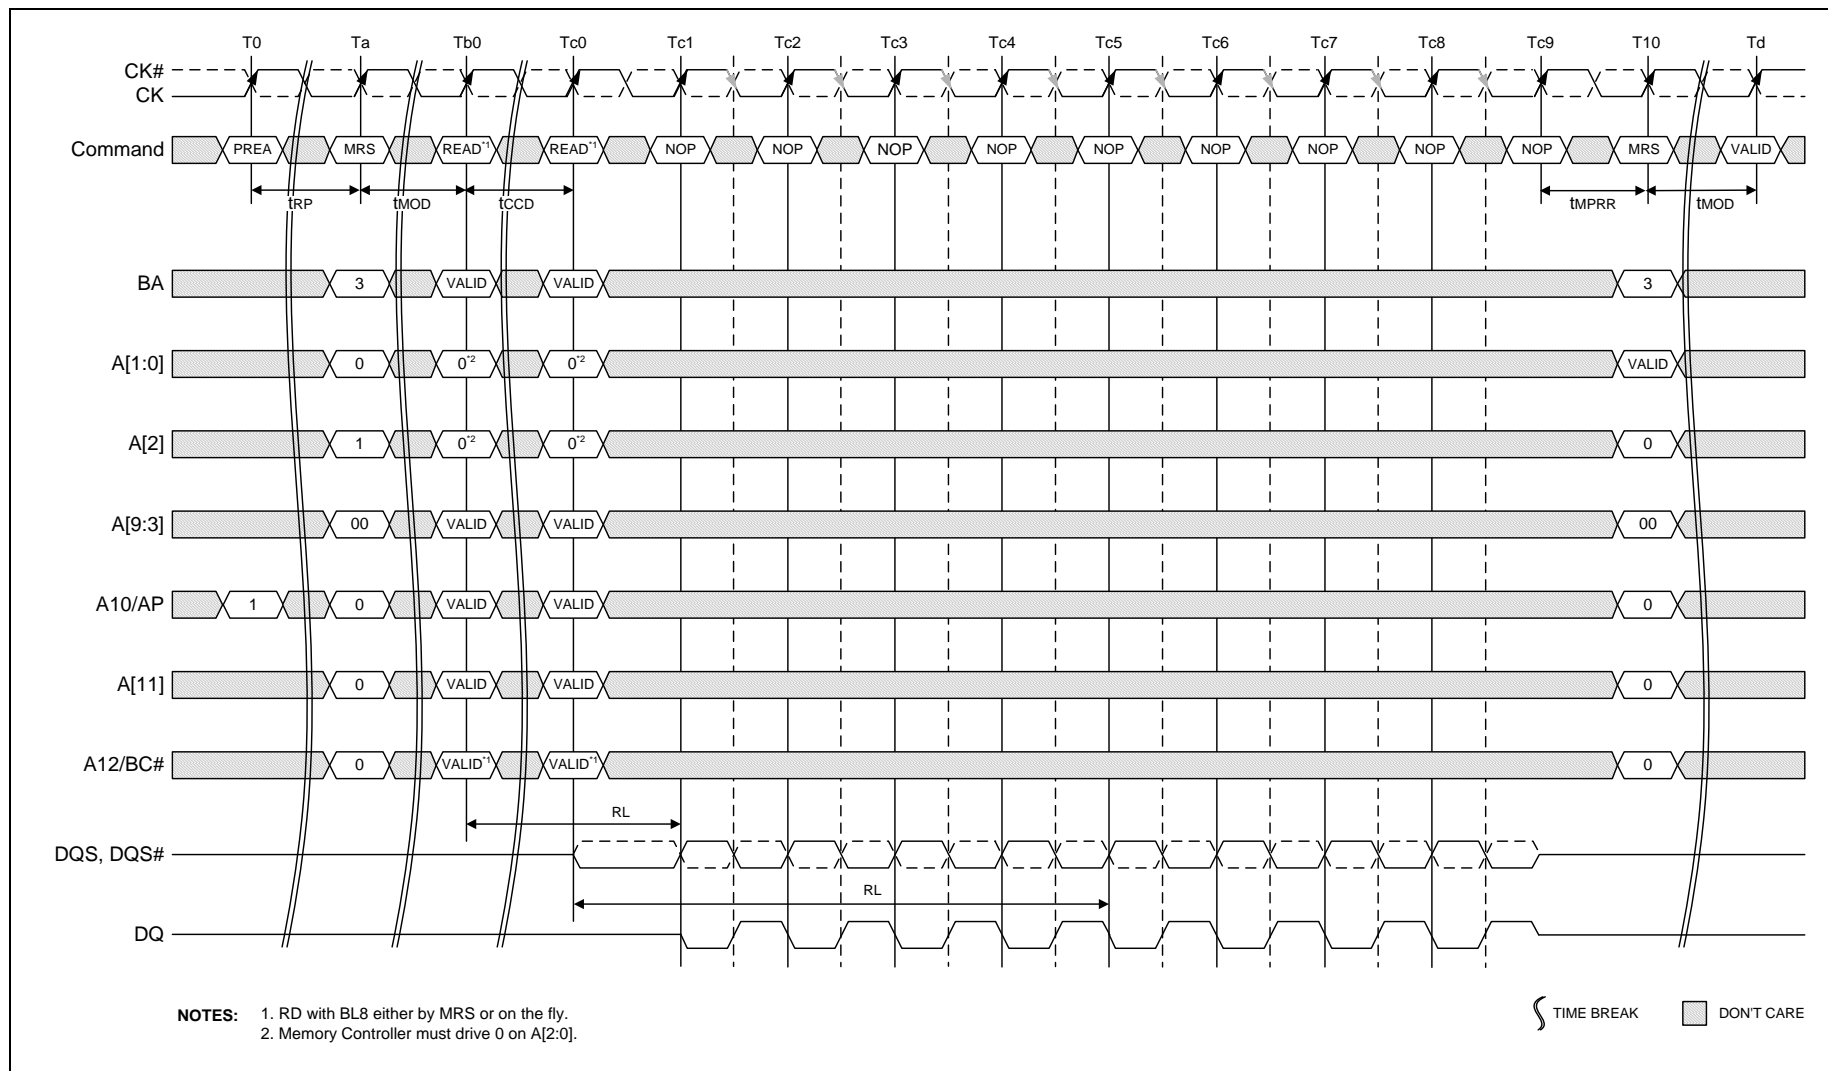 T0 Ta Tb0 Tc0 Tc1 Tc2 Tc3 Tc4 Tc5 Tc6 Tc7 Tc8 Tc9 T10 Td
CK#
CK
Command PREA MRS READ*1 READ*1 NOP NOP NOP NOP NOP NOP NOP NOP NOP MRS VALID
tRP tMOD tCCD tMPRR tMOD
BA 3 VALID VALID 3
A[1:0] 0 0*2 0*2 VALID
A[2] 1 0*2 0*2 0
A[9:3] 00 VALID VALID 00
A10/AP 1 0 VALID VALID 0
A[11] 0 VALID VALID 0
A12/BC# 0 VALID*1 VALID*1 0
RL
DQS, DQS#
RL
DQ
NOTES: 1. RD with BL8 either by MRS or on the fly.
2. Memory Controller must drive 0 on A[2:0].
TIME BREAK DON'T CARE